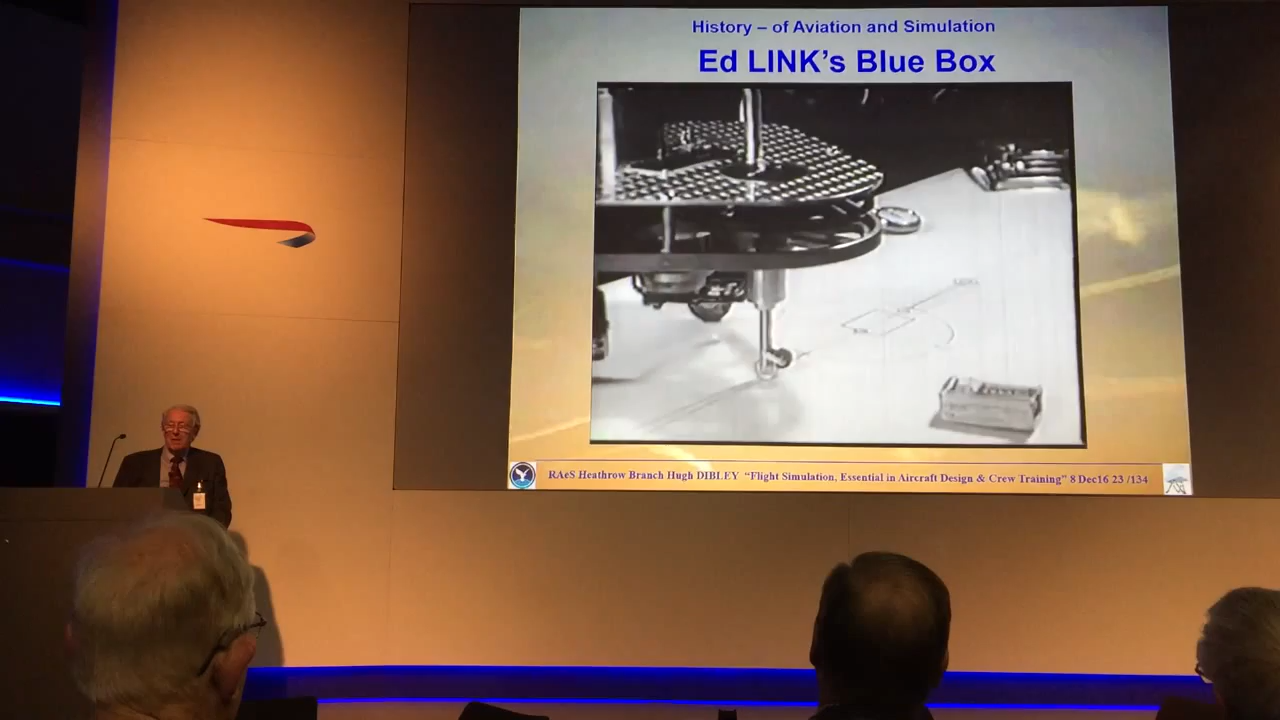 History – of Aviation and Simulation
Ed LINK's Blue Box
RAeS Heathrow Branch Hugh DIBLEY "Flight Simulation, Essential in Aircraft Design & Crew Training" 8 Dec16 23 /134